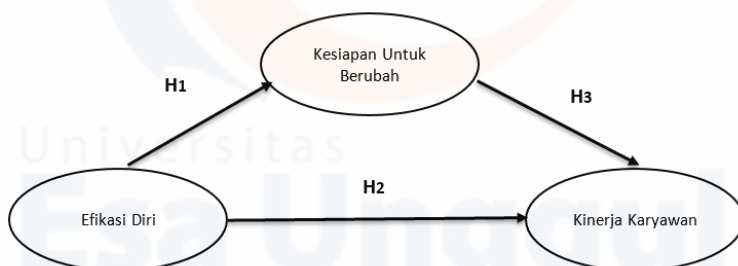 Kesiapan Untuk
Berubah
H1
H3
Universitas
Esa Unggul
H2
Efikasi Diri
Kinerja Karyawan